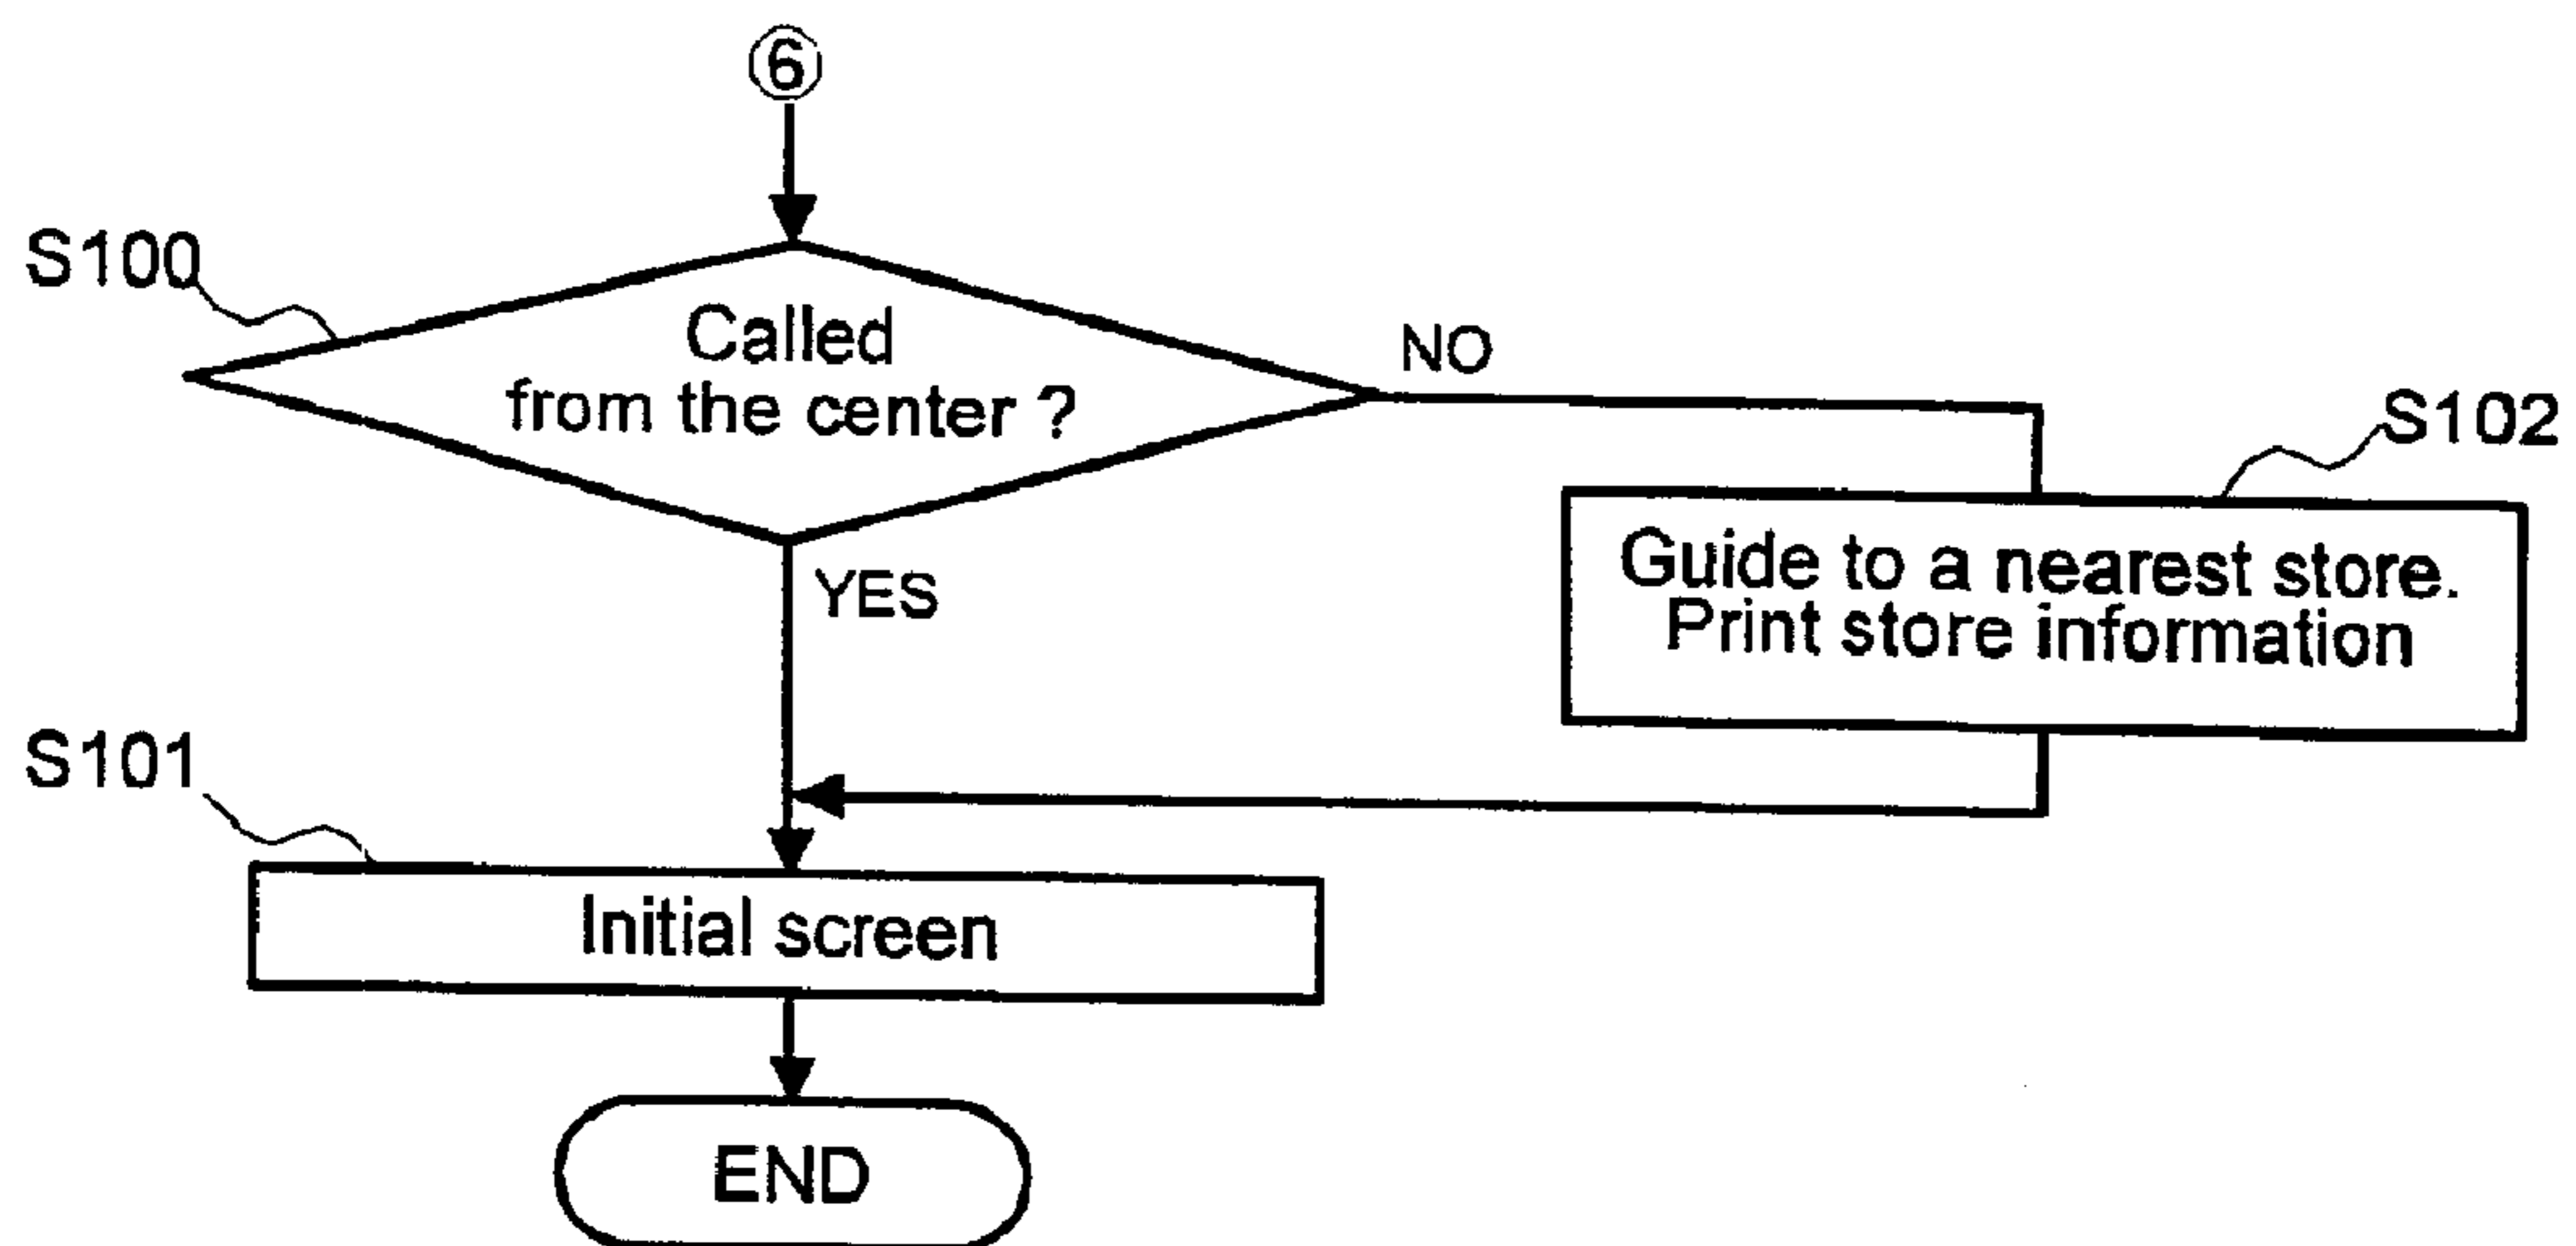 ⑥
S100
Called
from the center ?
NO
S102
Guide to a nearest store.
Print store information
YES
S101
Initial screen
END